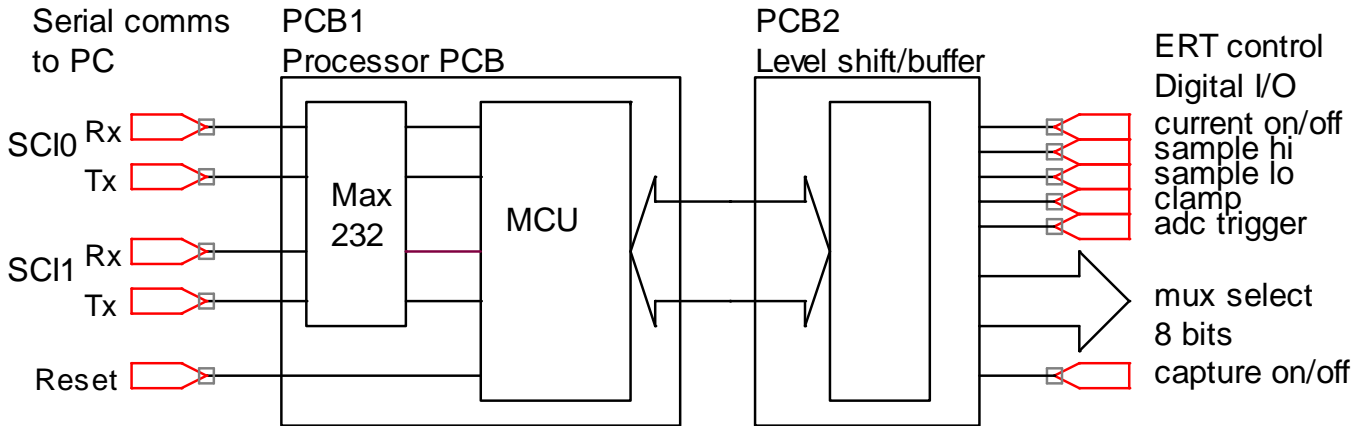 Serial comms
to PC
PCB1
Processor PCB
PCB2
Level shift/buffer
ERT control
Digital I/O
SCI0
Rx
Tx
SCI1
Rx
Tx
Reset
Max
232
MCU
current on/off
sample hi
sample lo
clamp
adc trigger
mux select
8 bits
capture on/off